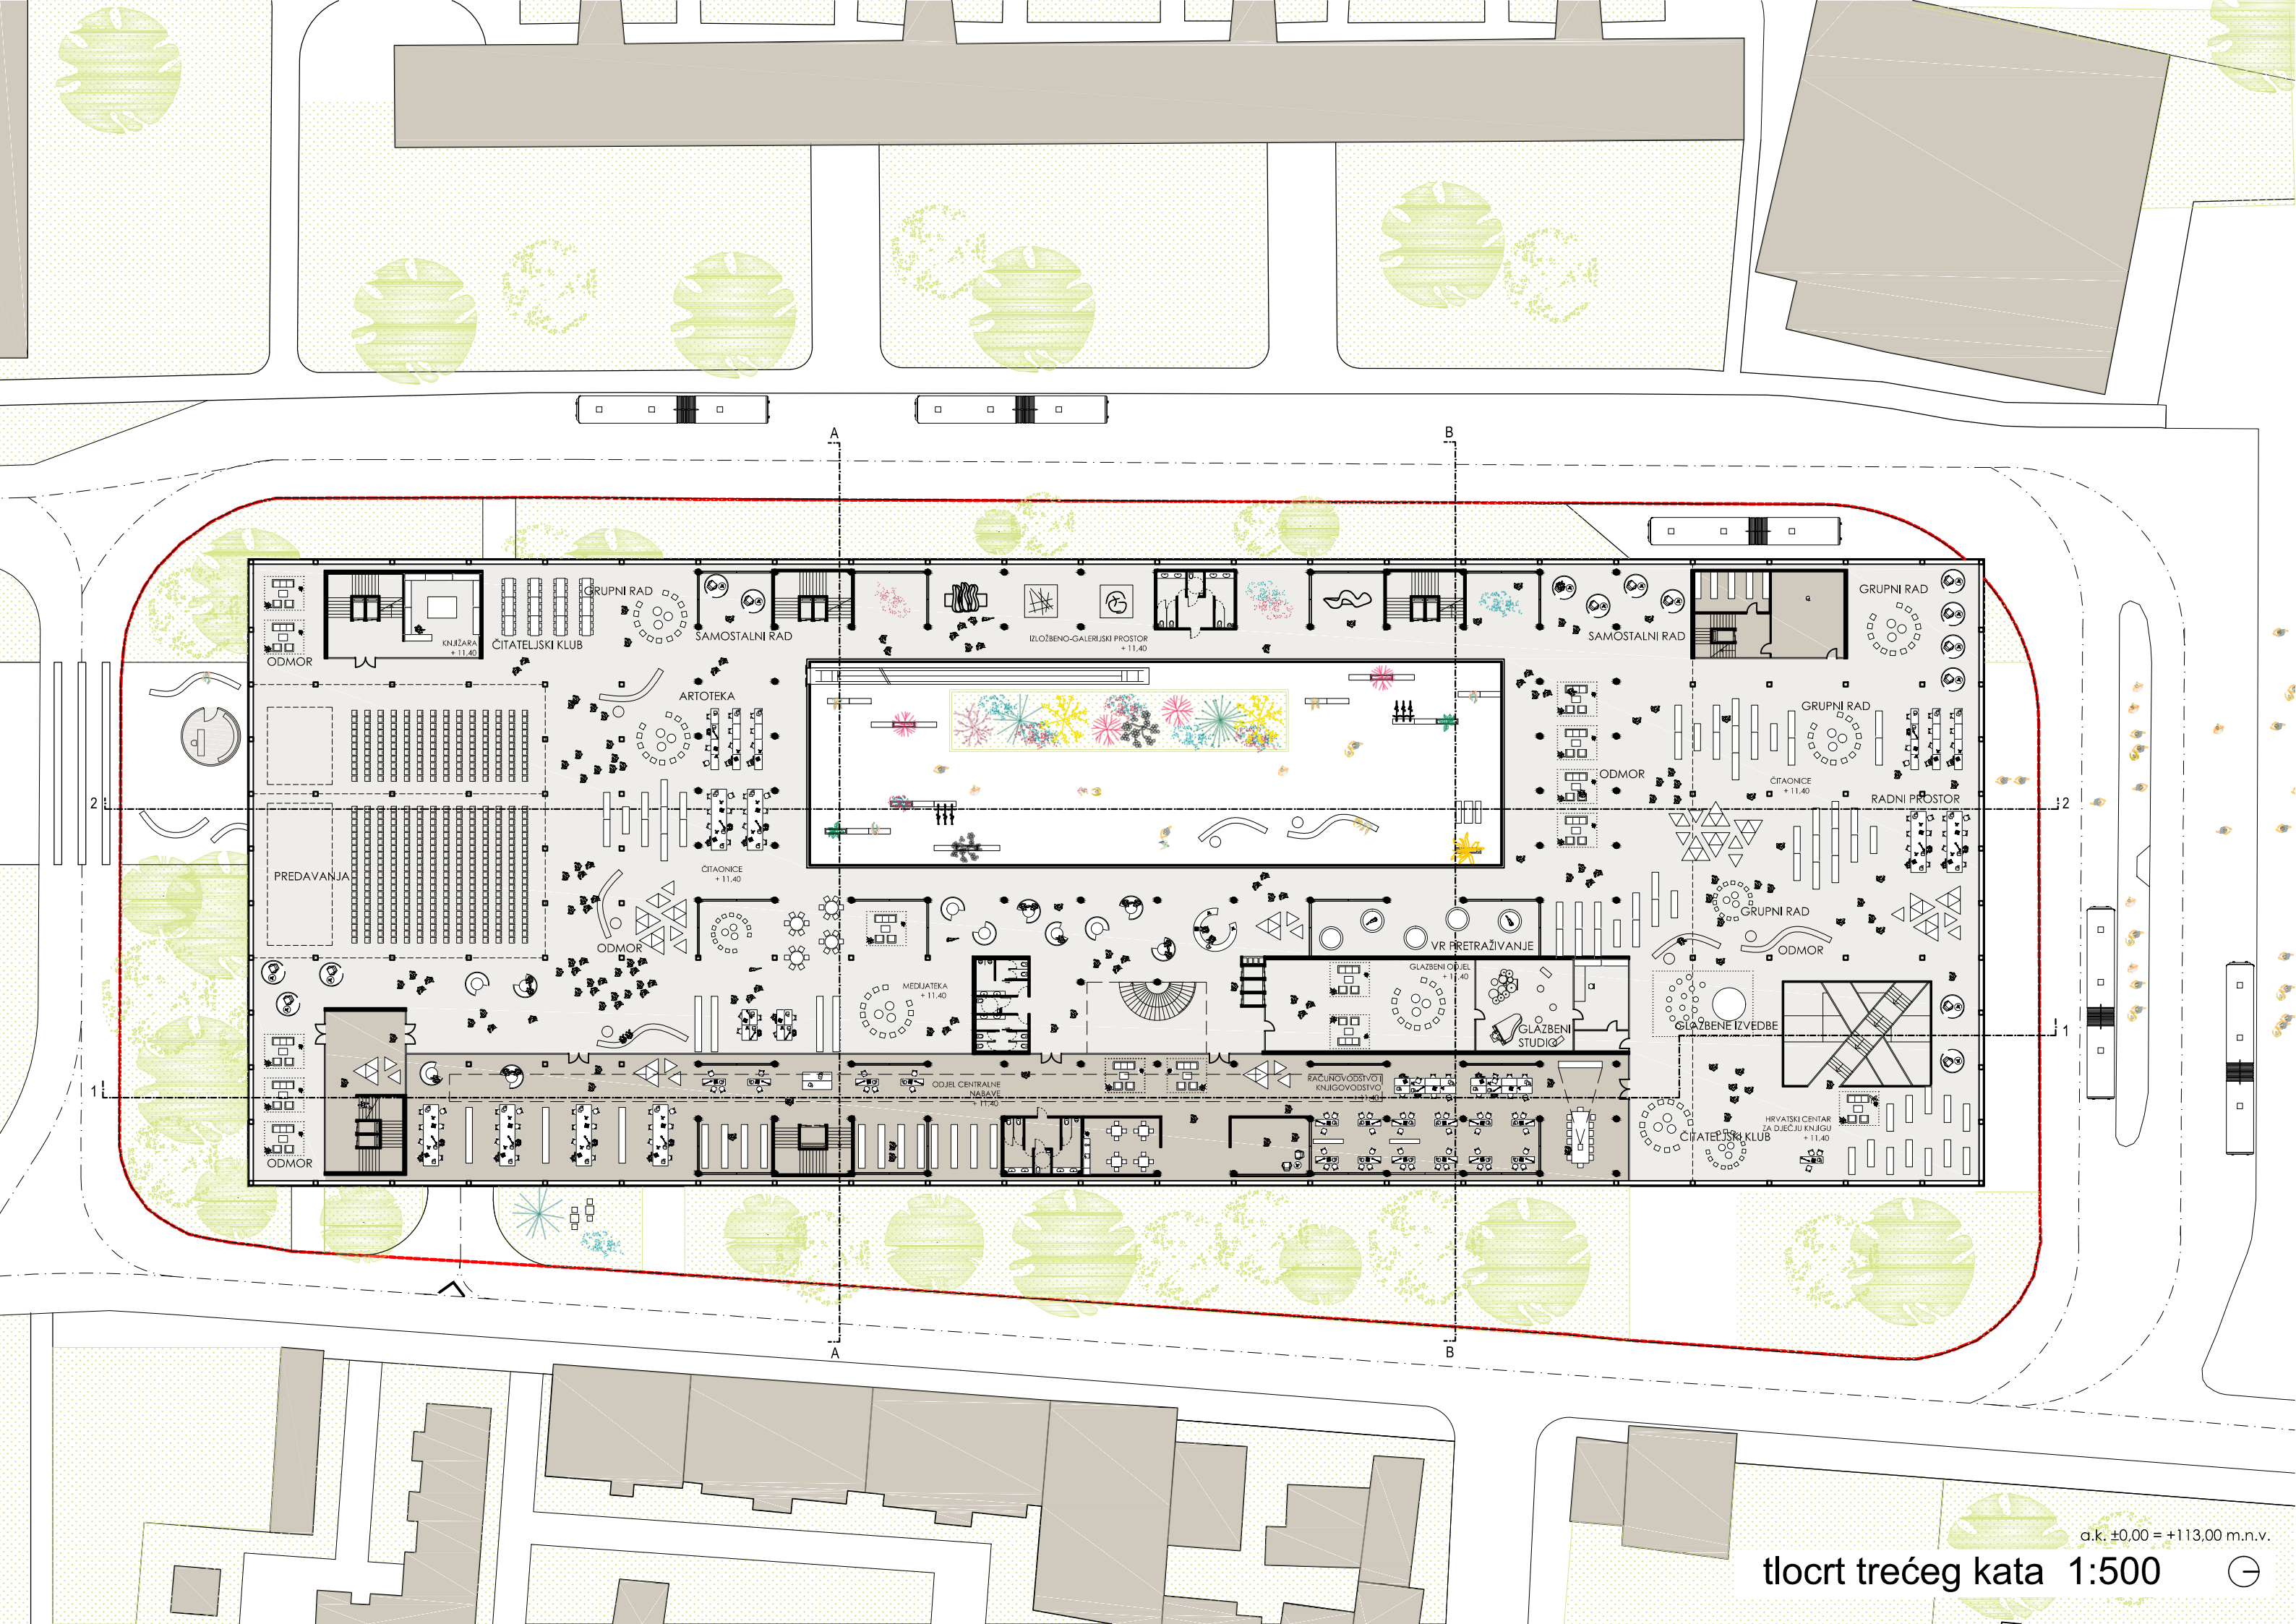 A
B
GRUPNI RAD
GRUPNI RAD
SAMOSTALNI RAD
SAMOSTALNI RAD
IZLOŽBENO-GALERIJSKI PROSTOR
+ 11.40
KNJIŽARA
+ 11.40
ČITATELJSKI KLUB
ODMOR
ARTOTEKA
GRUPNI RAD
ODMOR
ČITAONICE
+ 11.40
RADNI PROSTOR
2
2
PREDAVANJA
ČITAONICE
+ 11.40
GRUPNI RAD
ODMOR
VR PRETRAŽIVANJE
ODMOR
GLAZBENI ODJEL
+ 11.40
MEDIJATEKA
+ 11.40
GLAZBENI
STUDIO
GLAZBENE IZVEDBE
1
1
ODJEL CENTRALNE
NABAVE
+ 11.40
RAČUNOVODSTVO I
KNJIGOVODSTVO
+ 11.40
HRVATSKI CENTAR
ZA DJEČJU KNJIGU
+ 11.40
ČITATELJSKI KLUB
ODMOR
A
B
a.k. ±0,00 = +113,00 m.n.v.
tlocrt trećeg kata 1:500